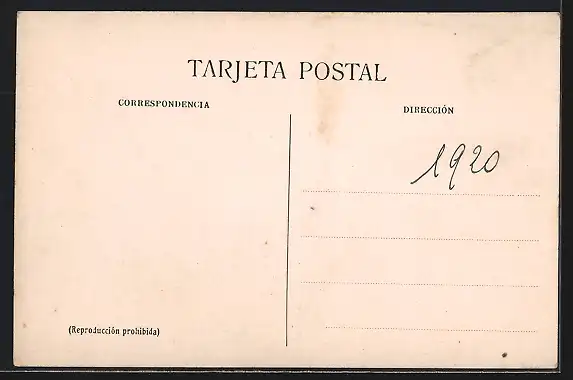 TARJETA POSTAL
CORRESPONDENCIA
DIRECCIÓN
1920
(Reproducción prohibida)